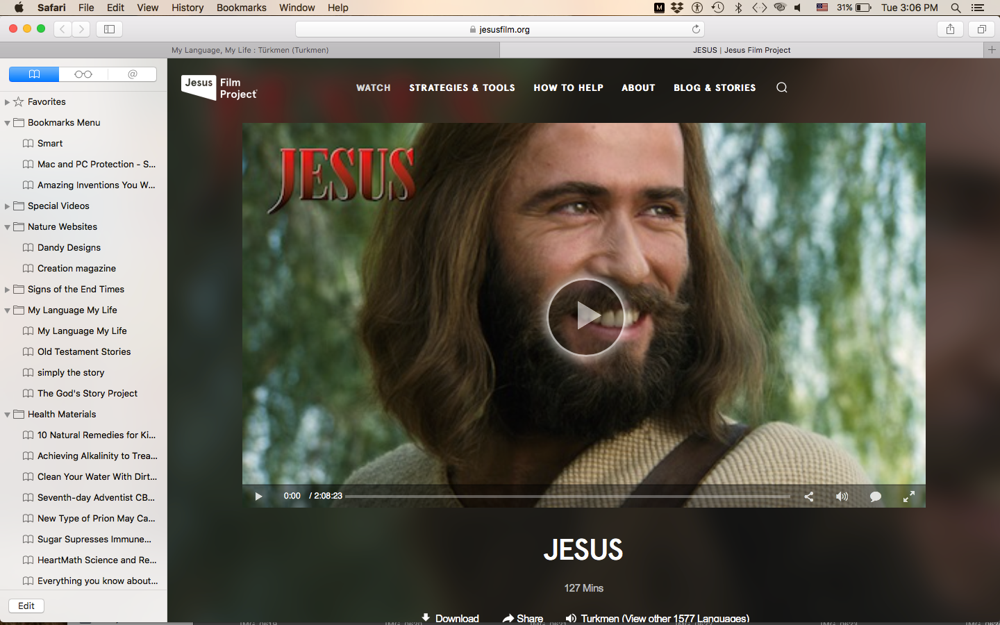 Safari File Edit View History Bookmarks Window Help
31% Tue 3:06 PM
jesusfilm.org
My Language, My Life : Türkmen (Turkmen)
JESUS | Jesus Film Project
Favorites
Bookmarks Menu
Smart
Mac and PC Protection - S...
Amazing Inventions You W...
Special Videos
Nature Websites
Dandy Designs
Creation magazine
Signs of the End Times
My Language My Life
My Language My Life
Old Testament Stories
simply the story
The God's Story Project
Health Materials
10 Natural Remedies for Ki...
Achieving Alkalinity to Trea...
Clean Your Water With Dirt...
Seventh-day Adventist CB...
New Type of Prion May Ca...
Sugar Supresses Immune...
HeartMath Science and Re...
Everything you know about...
Edit
Jesus Film
Project
WATCH STRATEGIES & TOOLS HOW TO HELP ABOUT BLOG & STORIES
JESUS
0:00 / 2:08:23
JESUS
127 Mins
Download Share Turkmen (View other 1577 Languages)